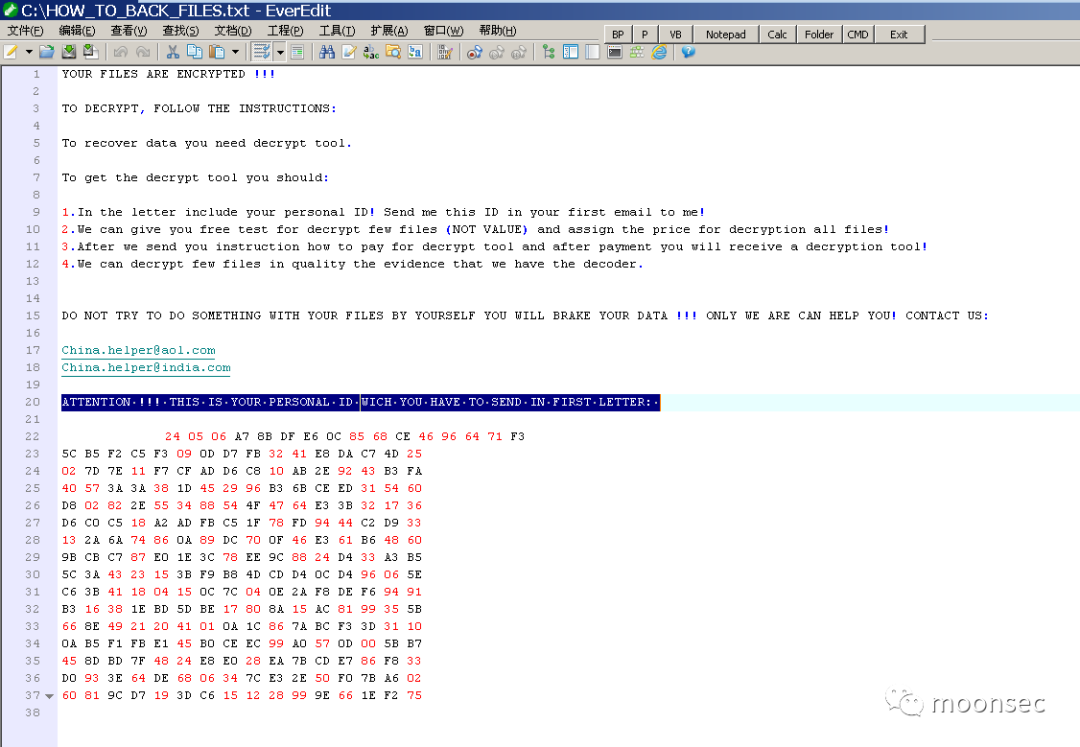 C:\HOW_TO_BACK_FILES.txt - EverEdit
文件(F) 编辑(E) 查看(V) 查找(S) 文档(D) 工程(P) 工具(T) 扩展(A) 窗口(W) 帮助(H) BP P VB Notepad Calc Folder CMD Exit
1 YOUR FILES ARE ENCRYPTED !!!
2
3 TO DECRYPT, FOLLOW THE INSTRUCTIONS:
4
5 To recover data you need decrypt tool.
6
7 To get the decrypt tool you should:
8
9 1.In the letter include your personal ID! Send me this ID in your first email to me!
10 2.We can give you free test for decrypt few files (NOT VALUE) and assign the price for decryption all files!
11 3.After we send you instruction how to pay for decrypt tool and after payment you will receive a decryption tool!
12 4.We can decrypt few files in quality the evidence that we have the decoder.
13
14
15 DO NOT TRY TO DO SOMETHING WITH YOUR FILES BY YOURSELF YOU WILL BRAKE YOUR DATA !!! ONLY WE ARE CAN HELP YOU! CONTACT US:
16
17 China.helper@aol.com
18 China.helper@india.com
19
20 ATTENTION·!!!·THIS·IS·YOUR·PERSONAL·ID·WICH·YOU·HAVE·TO·SEND·IN·FIRST·LETTER:·
21
22 24 05 06 A7 8B DF E6 0C 85 68 CE 46 96 64 71 F3
23 5C B5 F2 C5 F3 09 0D D7 FB 32 41 E8 DA C7 4D 25
24 02 7D 7E 11 F7 CF AD D6 C8 10 AB 2E 92 43 B3 FA
25 40 57 3A 3A 38 1D 45 29 96 B3 6B CE ED 31 54 60
26 D8 02 82 2E 55 34 88 54 4F 47 64 E3 3B 32 17 36
27 D6 C0 C5 18 A2 AD FB C5 1F 78 FD 94 44 C2 D9 33
28 13 2A 6A 74 86 0A 89 DC 70 0F 46 E3 61 B6 48 60
29 9B CB C7 87 E0 1E 3C 78 EE 9C 88 24 D4 33 A3 B5
30 5C 3A 43 23 15 3B F9 B8 4D CD D4 0C D4 96 06 5E
31 C6 3B 41 18 04 15 0C 7C 04 0E 2A F8 DE F6 94 91
32 B3 16 38 1E BD 5D BE 17 80 8A 15 AC 81 99 35 5B
33 66 8E 49 21 20 41 01 0A 1C 86 7A BC F3 3D 31 10
34 0A B5 F1 FB E1 45 B0 CE EC 99 A0 57 0D 00 5B B7
35 45 8D BD 7F 48 24 E8 E0 28 EA 7B CD E7 86 F8 33
36 D0 93 3E 64 DE 68 06 34 7C E3 2E 50 F0 7B A6 02
37 60 81 9C D7 19 3D C6 15 12 28 99 9E 66 1E F2 75
38
moonsec